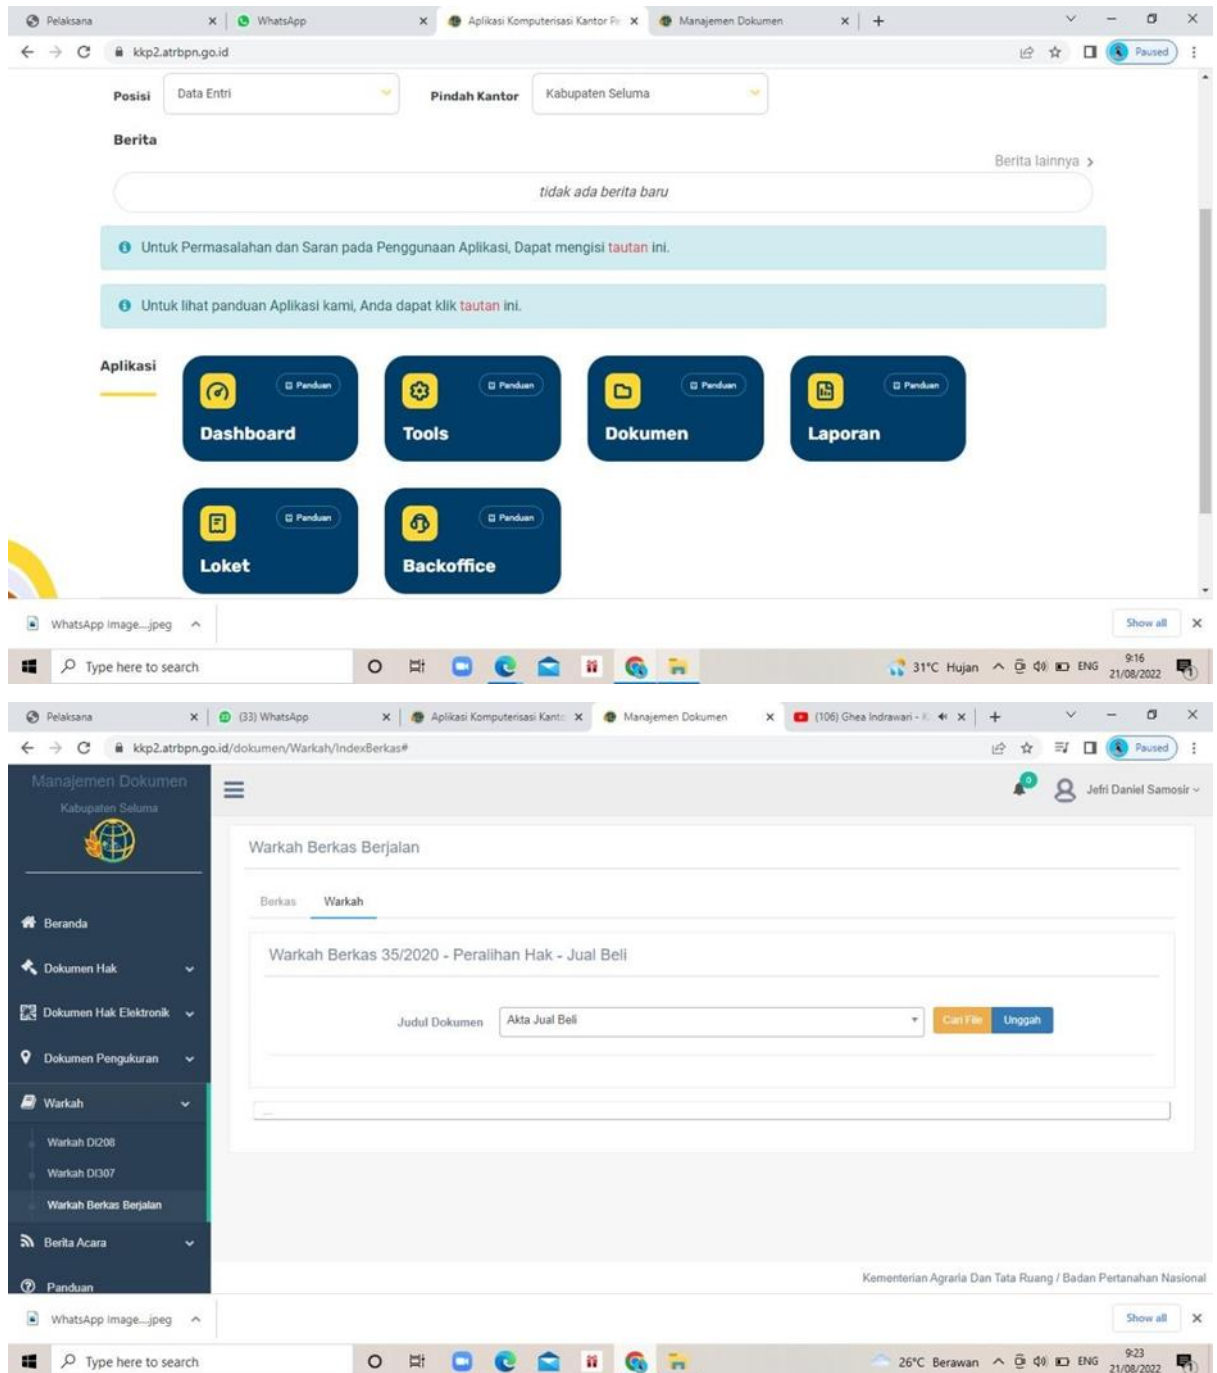 Pelaksana
WhatsApp
Aplikasi Komputerisasi Kantor Pe
Manajemen Dokumen
kkp2.atrbpn.go.id
Paused
Posisi
Data Entri
Pindah Kantor
Kabupaten Seluma
Berita
Berita lainnya
tidak ada berita baru
Untuk Permasalahan dan Saran pada Penggunaan Aplikasi, Dapat mengisi tautan ini.
Untuk lihat panduan Aplikasi kami, Anda dapat klik tautan ini.
Aplikasi
Panduan
Dashboard
Panduan
Tools
Panduan
Dokumen
Panduan
Laporan
Panduan
Loket
Panduan
Backoffice
WhatsApp Image....jpeg
Show all
Type here to search
31°C Hujan
ENG
9:16
21/08/2022
Pelaksana
(33) WhatsApp
Aplikasi Komputerisasi Kanto
Manajemen Dokumen
(106) Ghea Indrawari -
kkp2.atrbpn.go.id/dokumen/Warkah/IndexBerkas#
Paused
Manajemen Dokumen
Kabupaten Seluma
0
Jefri Daniel Samosir
Warkah Berkas Berjalan
Berkas
Warkah
Warkah Berkas 35/2020 - Peralihan Hak - Jual Beli
Judul Dokumen
Akta Jual Beli
Cari File
Unggah
....
Beranda
Dokumen Hak
Dokumen Hak Elektronik
Dokumen Pengukuran
Warkah
Warkah DI208
Warkah DI307
Warkah Berkas Berjalan
Berita Acara
Panduan
Kementerian Agraria Dan Tata Ruang / Badan Pertanahan Nasional
WhatsApp Image....jpeg
Show all
Type here to search
26°C Berawan
ENG
9:23
21/08/2022